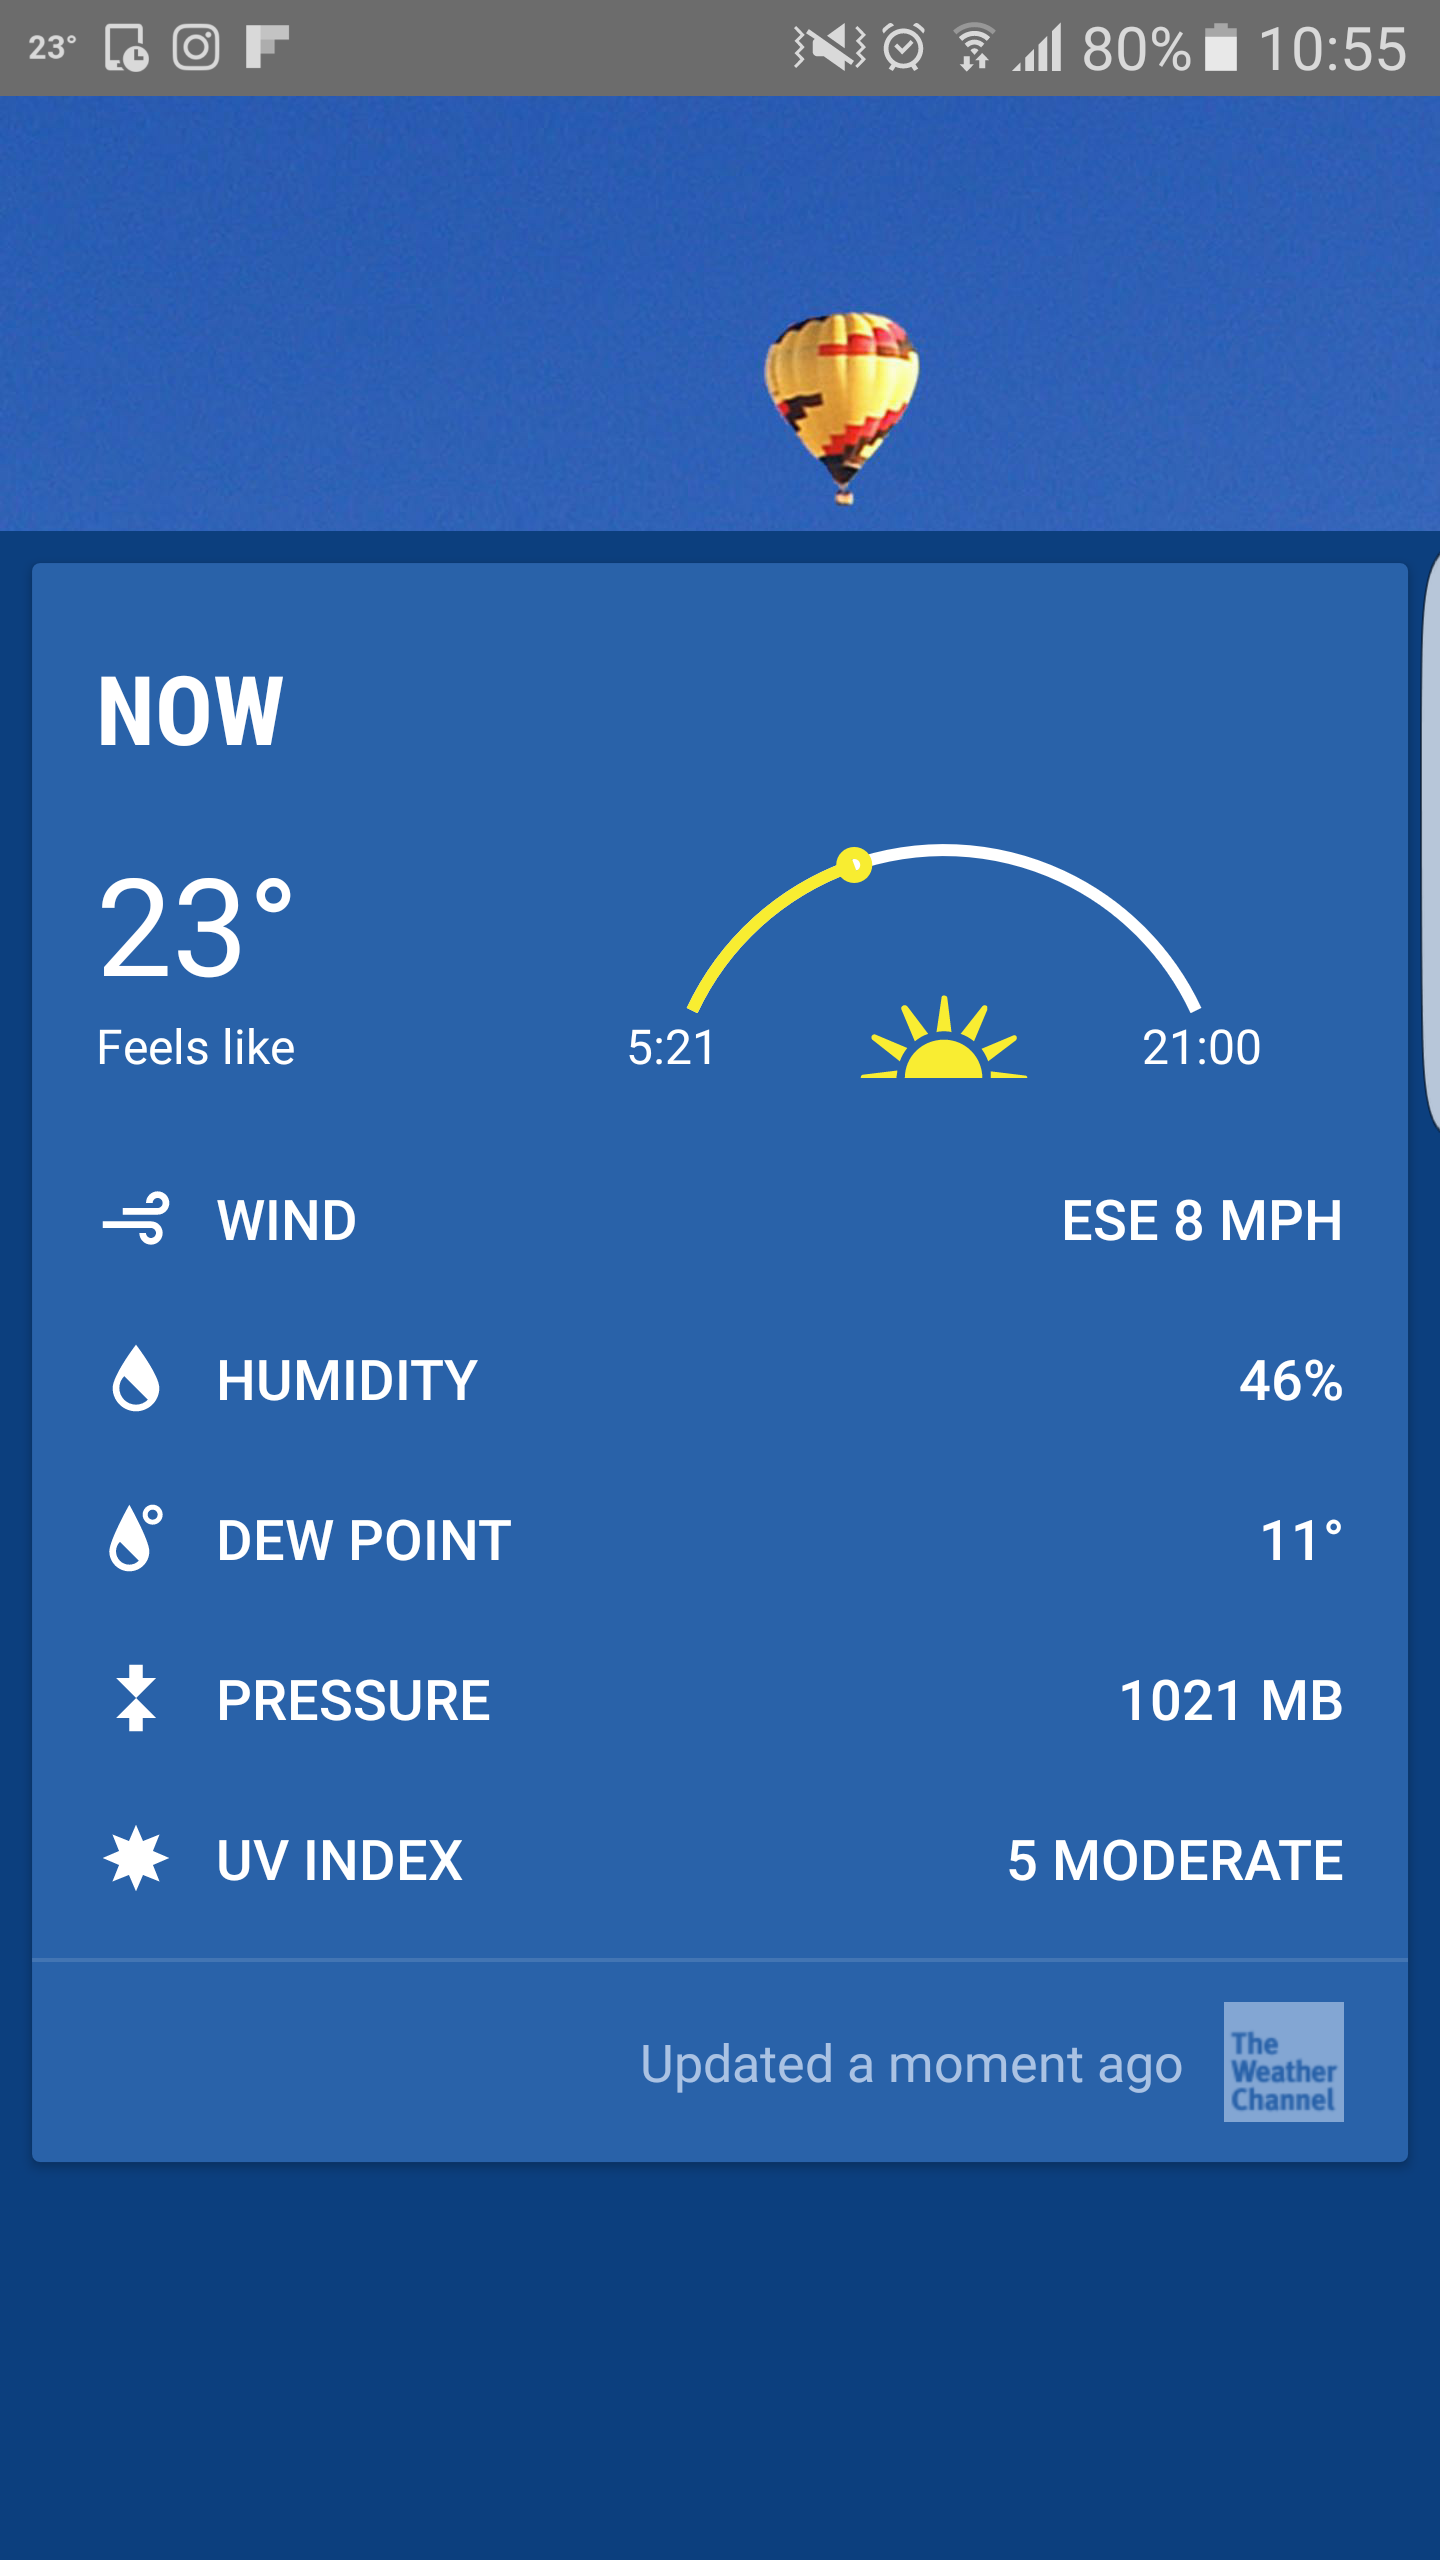 23° 80% 10:55
NOW
23°
Feels like
5:21 21:00
WIND ESE 8 MPH
HUMIDITY 46%
DEW POINT 11°
PRESSURE 1021 MB
UV INDEX 5 MODERATE
Updated a moment ago
The
Weather
Channel